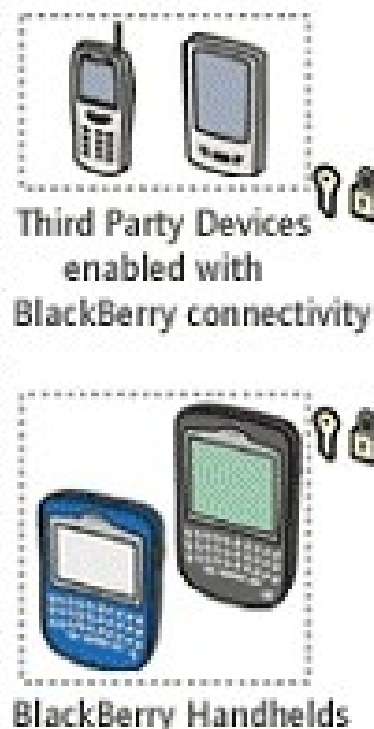 Third Party Devices
enabled with
BlackBerry connectivity
BlackBerry Handhelds